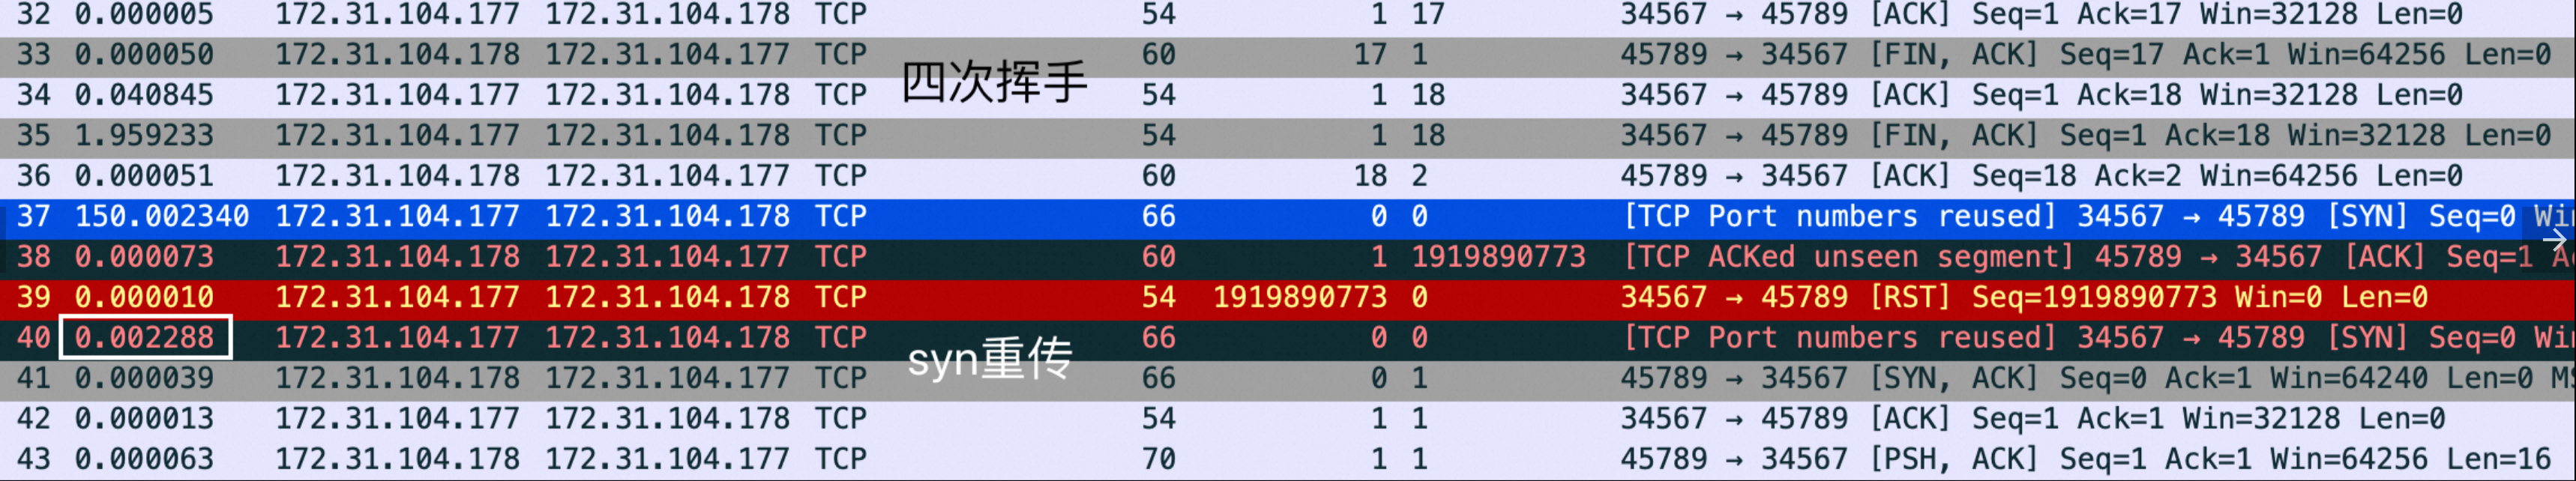 32 0.000005 172.31.104.177 172.31.104.178 TCP 54 1 17 34567 → 45789 [ACK] Seq=1 Ack=17 Win=32128 Len=0
33 0.000050 172.31.104.178 172.31.104.177 TCP 60 17 1 45789 → 34567 [FIN, ACK] Seq=17 Ack=1 Win=64256 Len=0
四次挥手
34 0.040845 172.31.104.177 172.31.104.178 TCP 54 1 18 34567 → 45789 [ACK] Seq=1 Ack=18 Win=32128 Len=0
35 1.959233 172.31.104.177 172.31.104.178 TCP 54 1 18 34567 → 45789 [FIN, ACK] Seq=1 Ack=18 Win=32128 Len=0
36 0.000051 172.31.104.178 172.31.104.177 TCP 60 18 2 45789 → 34567 [ACK] Seq=18 Ack=2 Win=64256 Len=0
37 150.002340 172.31.104.177 172.31.104.178 TCP 66 0 0 [TCP Port numbers reused] 34567 → 45789 [SYN] Seq=0 Wi
38 0.000073 172.31.104.178 172.31.104.177 TCP 60 1 1919890773 [TCP ACKed unseen segment] 45789 → 34567 [ACK] Seq=1 A
39 0.000010 172.31.104.177 172.31.104.178 TCP 54 1919890773 0 34567 → 45789 [RST] Seq=1919890773 Win=0 Len=0
40 0.002288 172.31.104.177 172.31.104.178 TCP 66 0 0 [TCP Port numbers reused] 34567 → 45789 [SYN] Seq=0 Wi
syn重传
41 0.000039 172.31.104.178 172.31.104.177 TCP 66 0 1 45789 → 34567 [SYN, ACK] Seq=0 Ack=1 Win=64240 Len=0 M
42 0.000013 172.31.104.177 172.31.104.178 TCP 54 1 1 34567 → 45789 [ACK] Seq=1 Ack=1 Win=32128 Len=0
43 0.000063 172.31.104.178 172.31.104.177 TCP 70 1 1 45789 → 34567 [PSH, ACK] Seq=1 Ack=1 Win=64256 Len=16